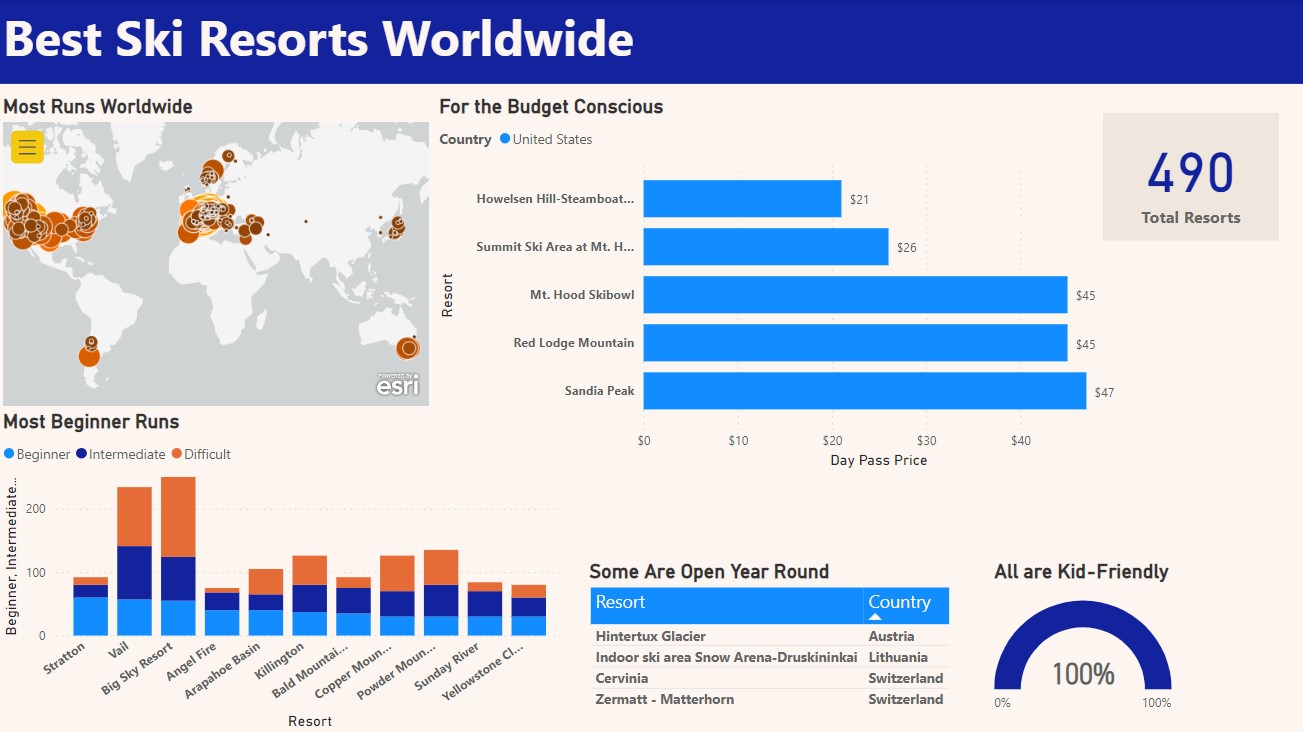 Best Ski Resorts Worldwide
Most Runs Worldwide
POWERED BY
esri
For the Budget Conscious
Country United States
Resort
Howelsen Hill-Steamboat... $21
Summit Ski Area at Mt. H... $26
Mt. Hood Skibowl $45
Red Lodge Mountain $45
Sandia Peak $47
$0 $10 $20 $30 $40
Day Pass Price
490
Total Resorts
Most Beginner Runs
Beginner Intermediate Difficult
Beginner, Intermediate...
200
100
0
Stratton
Vail
Big Sky Resort
Angel Fire
Arapahoe Basin
Killington
Bald Mountai...
Copper Moun...
Powder Moun...
Sunday River
Yellowstone Cl...
Resort
Some Are Open Year Round
Resort Country
Hintertux Glacier Austria
Indoor ski area Snow Arena-Druskininkai Lithuania
Cervinia Switzerland
Zermatt - Matterhorn Switzerland
All are Kid-Friendly
100%
0% 100%